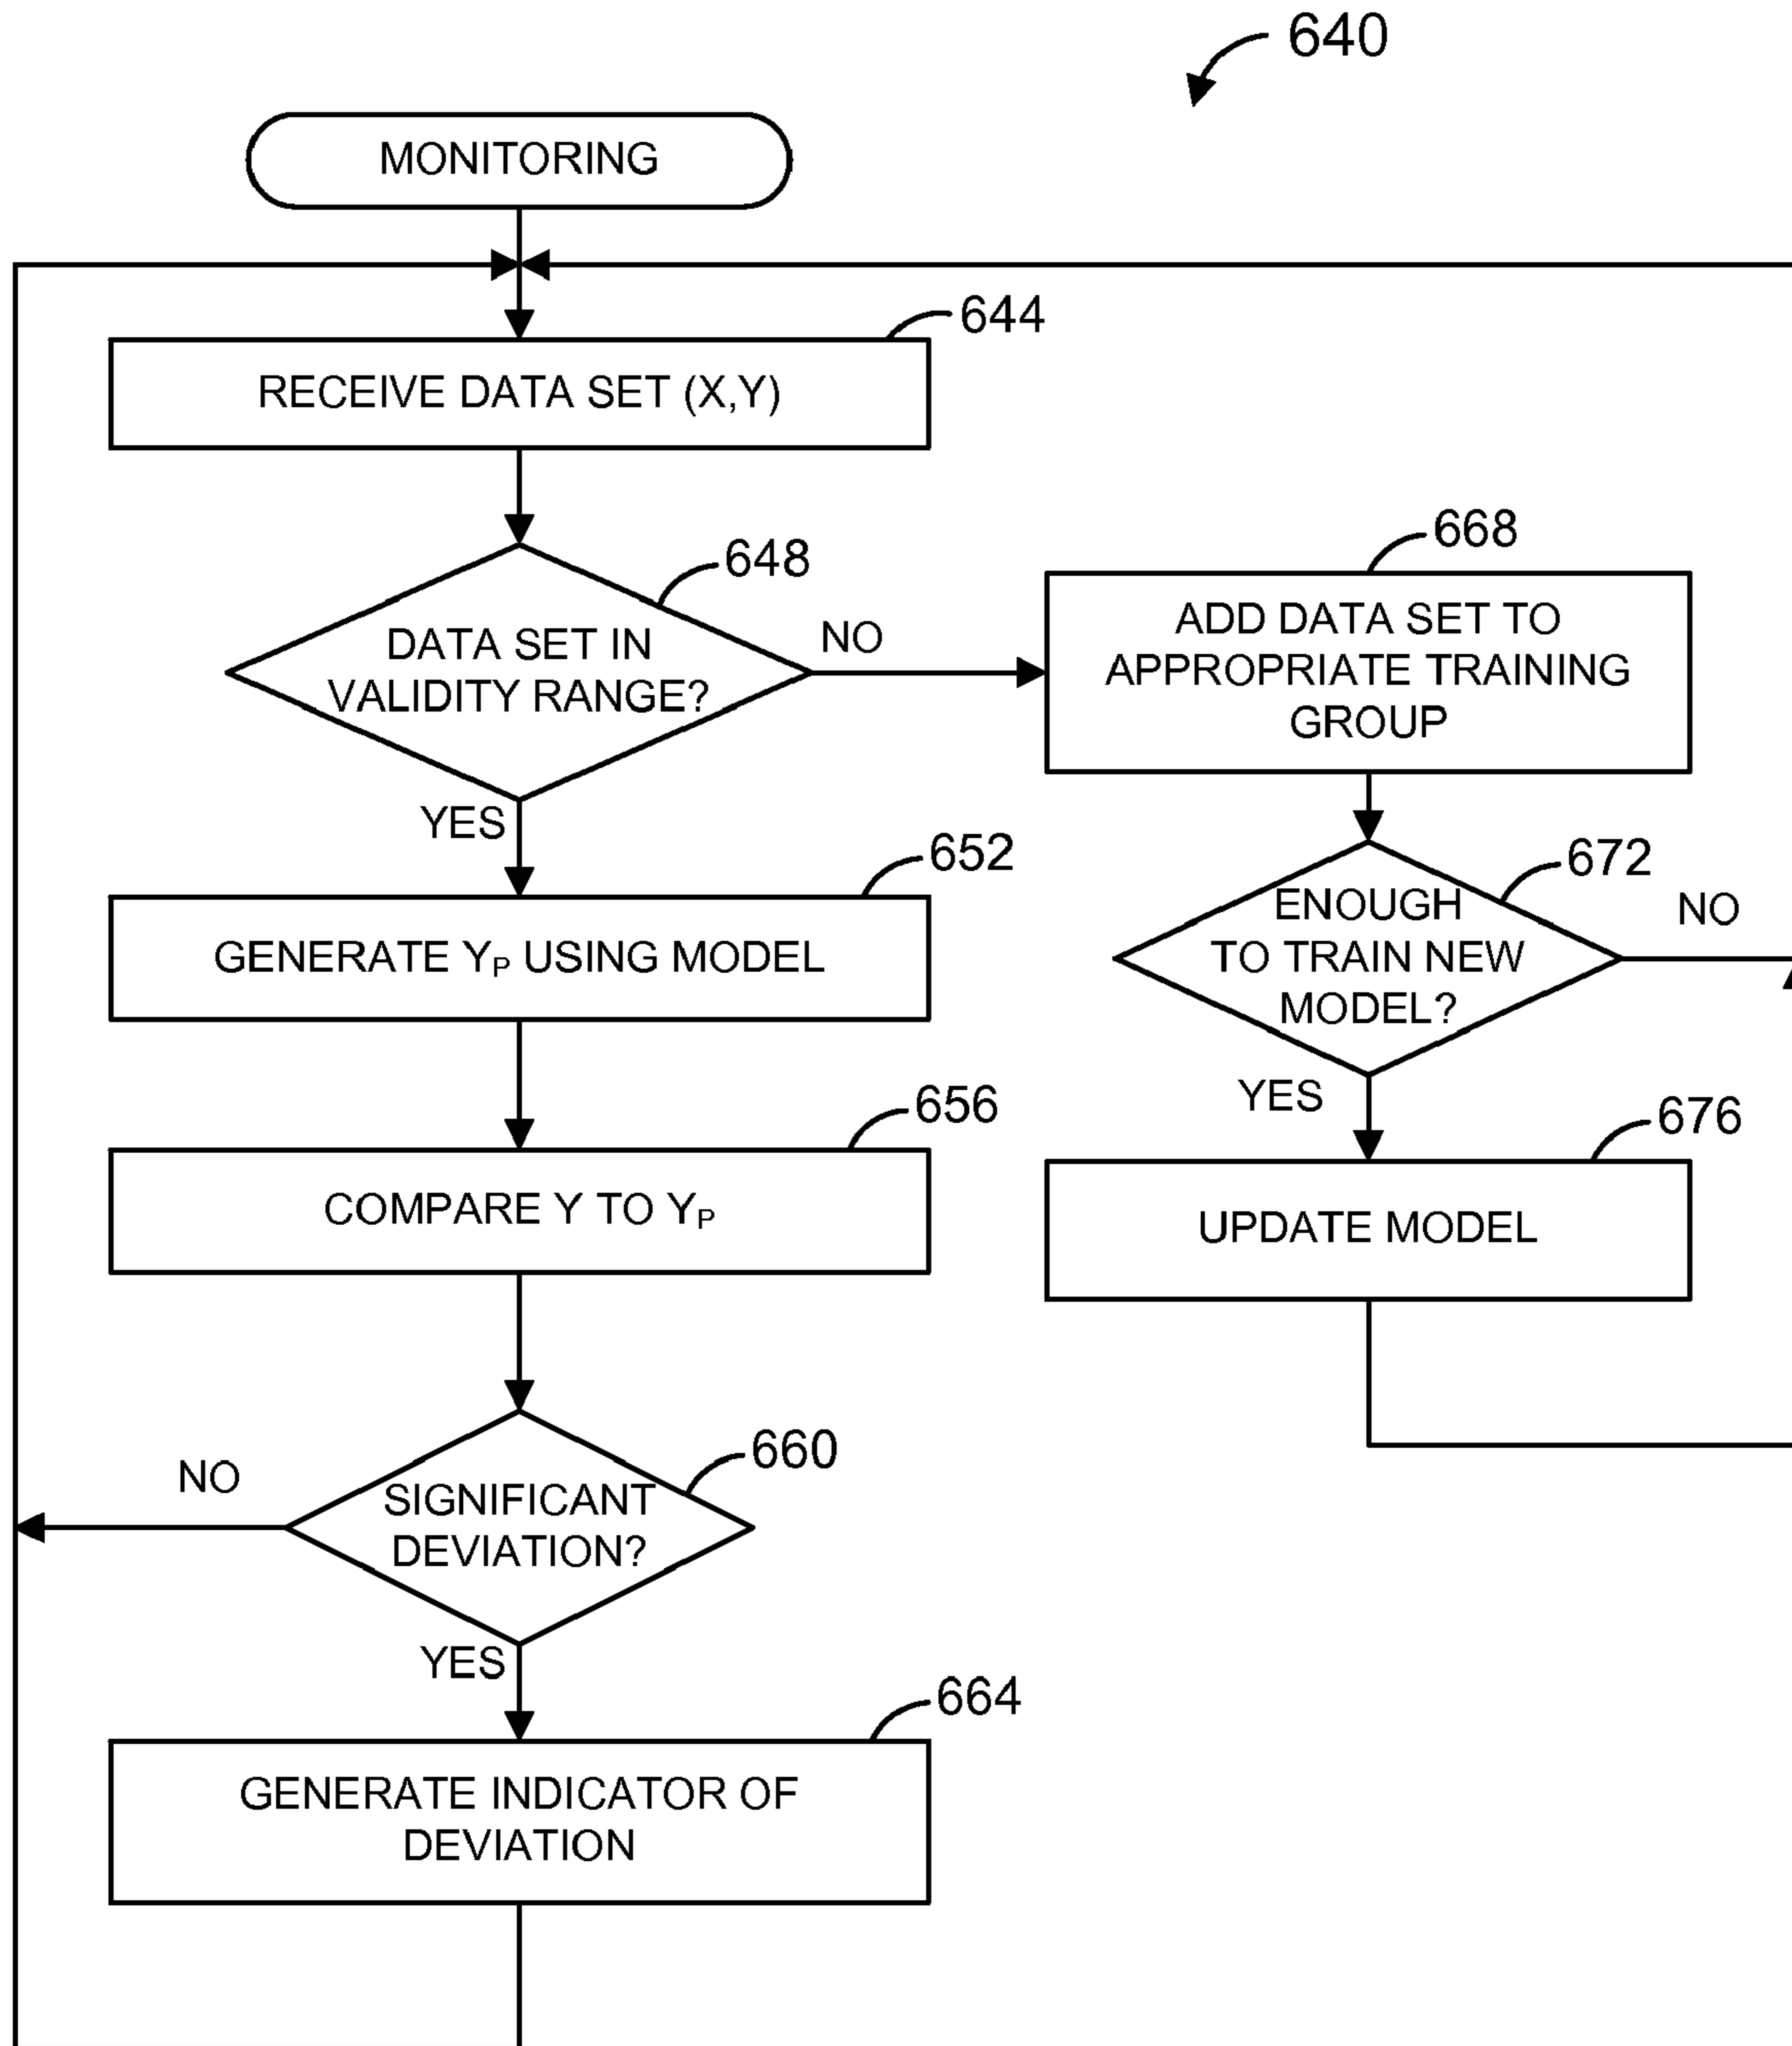 640
MONITORING
644
RECEIVE DATA SET (X,Y)
648
DATA SET IN
VALIDITY RANGE?
NO
YES
668
ADD DATA SET TO
APPROPRIATE TRAINING
GROUP
652
GENERATE YP USING MODEL
672
ENOUGH
TO TRAIN NEW
MODEL?
NO
YES
656
COMPARE Y TO YP
676
UPDATE MODEL
660
SIGNIFICANT
DEVIATION?
NO
YES
664
GENERATE INDICATOR OF
DEVIATION